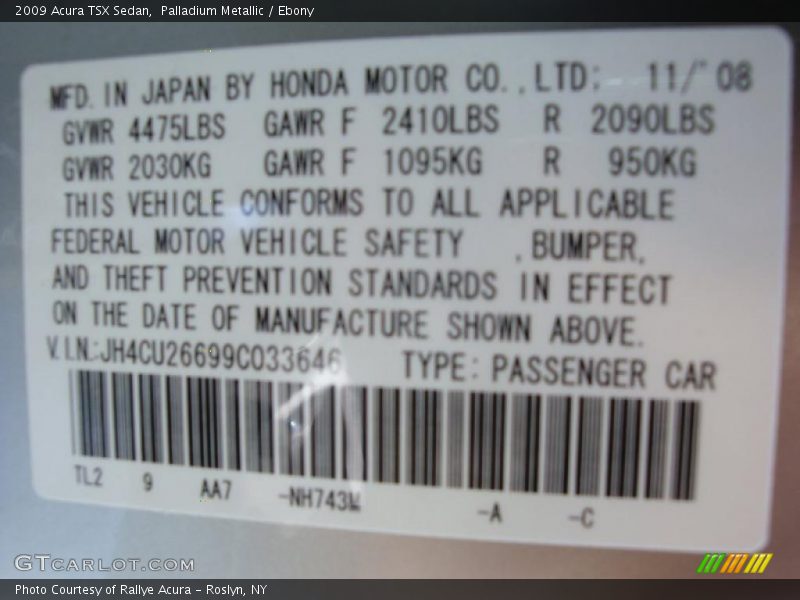 2009 Acura TSX Sedan, Palladium Metallic / Ebony
MFD. IN JAPAN BY HONDA MOTOR CO., LTD. 11/'08
GVWR 4475LBS GAWR F 2410LBS R 2090LBS
GVWR 2030KG GAWR F 1095KG R 950KG
THIS VEHICLE CONFORMS TO ALL APPLICABLE
FEDERAL MOTOR VEHICLE SAFETY , BUMPER,
AND THEFT PREVENTION STANDARDS IN EFFECT
ON THE DATE OF MANUFACTURE SHOWN ABOVE.
V.I.N.:JH4CU26699C033646 TYPE: PASSENGER CAR
TL2 9 AA7 -NH743M -A -C
GTCARLOT.COM
Photo Courtesy of Rallye Acura - Roslyn, NY